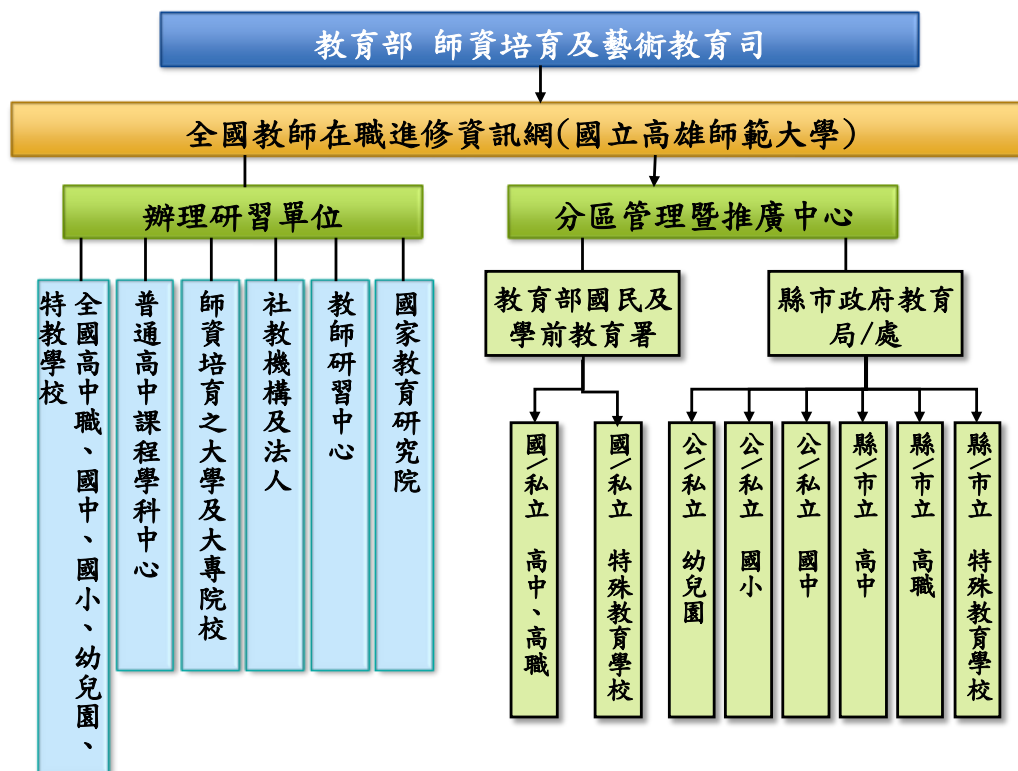 教育部 師資培育及藝術教育司
全國教師在職進修資訊網(國立高雄師範大學)
辦理研習單位
分區管理暨推廣中心
全國高中職、國中、國小、幼兒園、
特教學校
普通高中課程學科中心
師資培育之大學及大專院校
社教機構及法人
教師研習中心
國家教育研究院
教育部國民及
學前教育署
縣市政府教育
局/處
國/私立 高中、高職
國/私立 特殊教育學校
公/私立 幼兒園
公/私立 國小
公/私立 國中
縣/市立 高中
縣/市立 高職
縣/市立 特殊教育學校